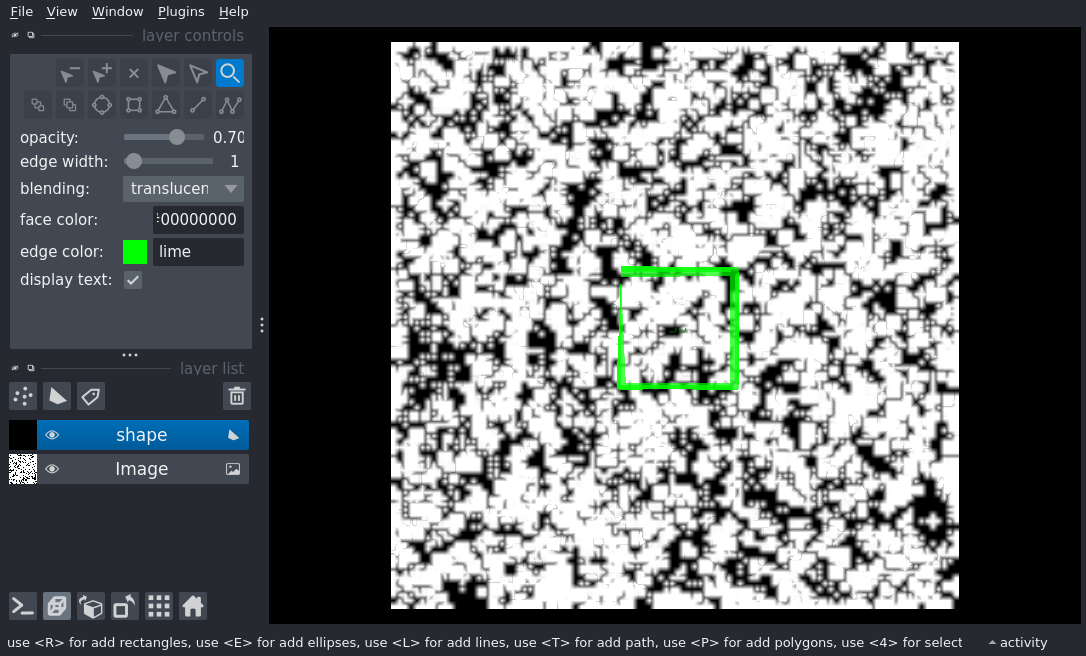 File View Window Plugins Help
layer controls
opacity: 0.70
edge width: 1
blending: translucen
face color: 00000000
edge color: lime
display text:
layer list
shape
Image
use <R> for add rectangles, use <E> for add ellipses, use <L> for add lines, use <T> for add path, use <P> for add polygons, use <4> for select activity